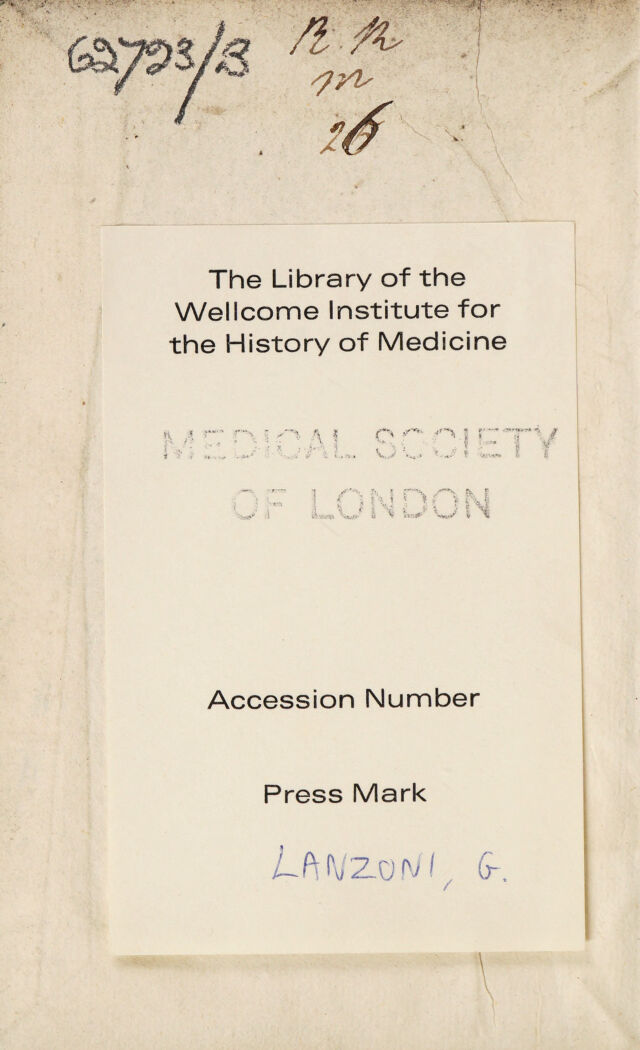 62723/B
R. R.
m
26
The Library of the
Wellcome Institute for
the History of Medicine
MEDICAL SOCIETY
OF LONDON
Accession Number
Press Mark
LANZONI, G.